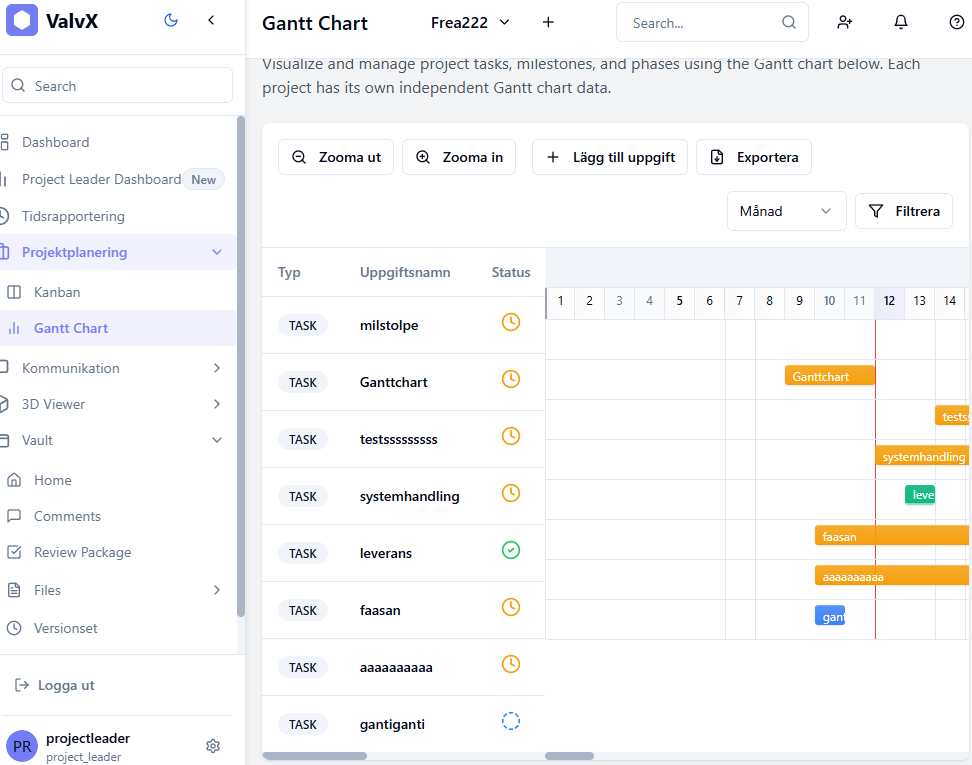 ValvX
Search
Dashboard
Project Leader Dashboard New
Tidsrapportering
Projektplanering
Kanban
Gantt Chart
Kommunikation
3D Viewer
Vault
Home
Comments
Review Package
Files
Versionset
Logga ut
PR
projectleader
project_leader
Gantt Chart
Frea222
Search...
Visualize and manage project tasks, milestones, and phases using the Gantt chart below. Each
project has its own independent Gantt chart data.
Zooma ut
Zooma in
Lägg till uppgift
Exportera
Månad
Filtrera
Typ Uppgiftsnamn Status
1 2 3 4 5 6 7 8 9 10 11 12 13 14
TASK milstolpe
TASK Ganttchart
TASK testsssssssss
TASK systemhandling
TASK leverans
TASK faasan
TASK aaaaaaaaaa
TASK gantiganti
Ganttchart
testss
systemhandling
leve
faasan
aaaaaaaaaa
gant